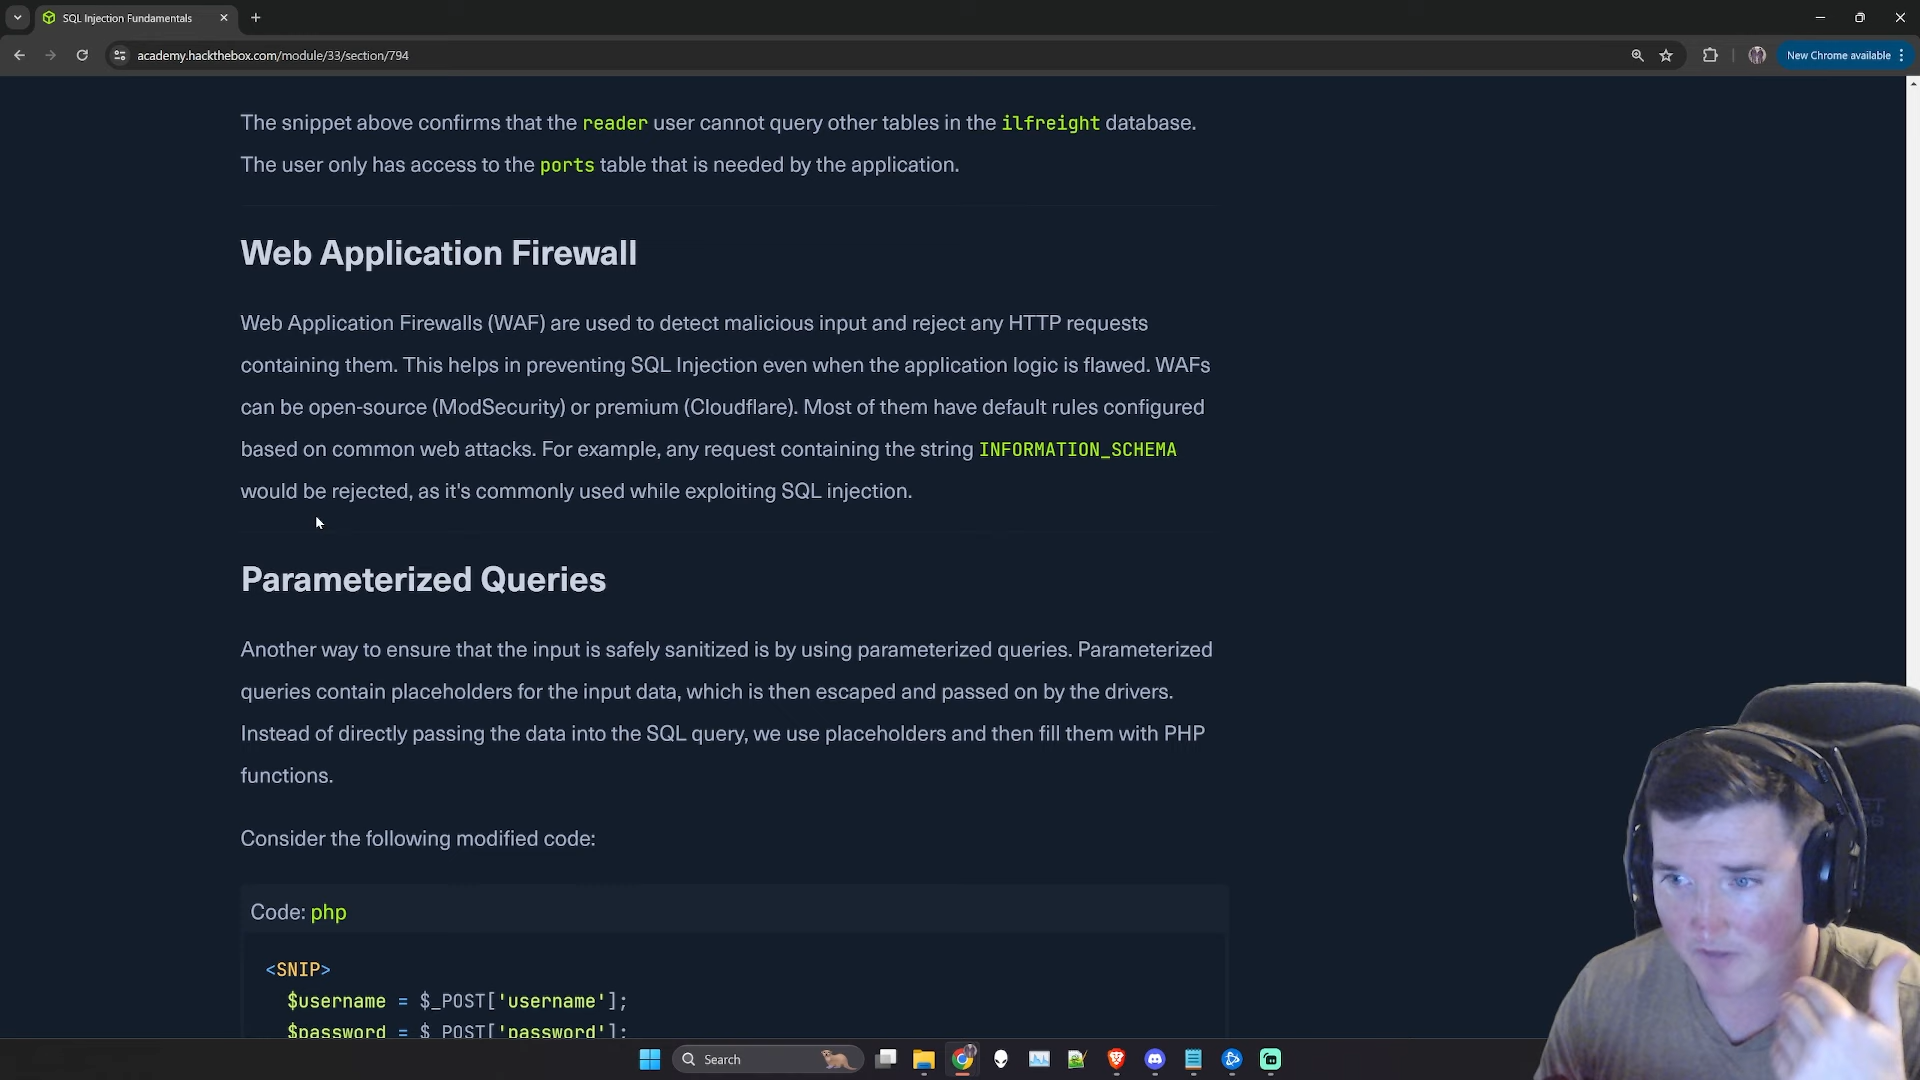 SQL Injection Fundamentals
academy.hackthebox.com/module/33/section/794
New Chrome available
The snippet above confirms that the reader user cannot query other tables in the ilfreight database.
The user only has access to the ports table that is needed by the application.
Web Application Firewall
Web Application Firewalls (WAF) are used to detect malicious input and reject any HTTP requests
containing them. This helps in preventing SQL Injection even when the application logic is flawed. WAFs
can be open-source (ModSecurity) or premium (Cloudflare). Most of them have default rules configured
based on common web attacks. For example, any request containing the string INFORMATION_SCHEMA
would be rejected, as it's commonly used while exploiting SQL injection.
Parameterized Queries
Another way to ensure that the input is safely sanitized is by using parameterized queries. Parameterized
queries contain placeholders for the input data, which is then escaped and passed on by the drivers.
Instead of directly passing the data into the SQL query, we use placeholders and then fill them with PHP
functions.
Consider the following modified code:
Code: php
<SNIP>
$username = $_POST['username'];
$password = $_POST['password'];
Search